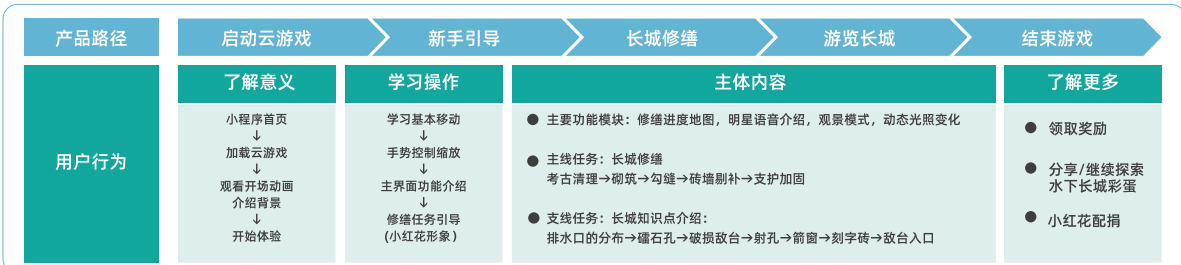 产品路径
启动云游戏
新手引导
长城修缮
游览长城
结束游戏
用户行为
了解意义
小程序首页
↓
加载云游戏
↓
观看开场动画
介绍背景
↓
开始体验
学习操作
学习基本移动
↓
手势控制缩放
↓
主界面功能介绍
↓
修缮任务引导
(小红花形象)
主体内容
● 主要功能模块：修缮进度地图，明星语音介绍，观景模式，动态光照变化
● 主线任务：长城修缮
考古清理→砌筑→勾缝→砖墙剔补→支护加固
● 支线任务：长城知识点介绍：
排水口的分布→礌石孔→破损敌台→射孔→箭窗→刻字砖→敌台入口
了解更多
● 领取奖励
● 分享/继续探索
水下长城彩蛋
● 小红花配捐